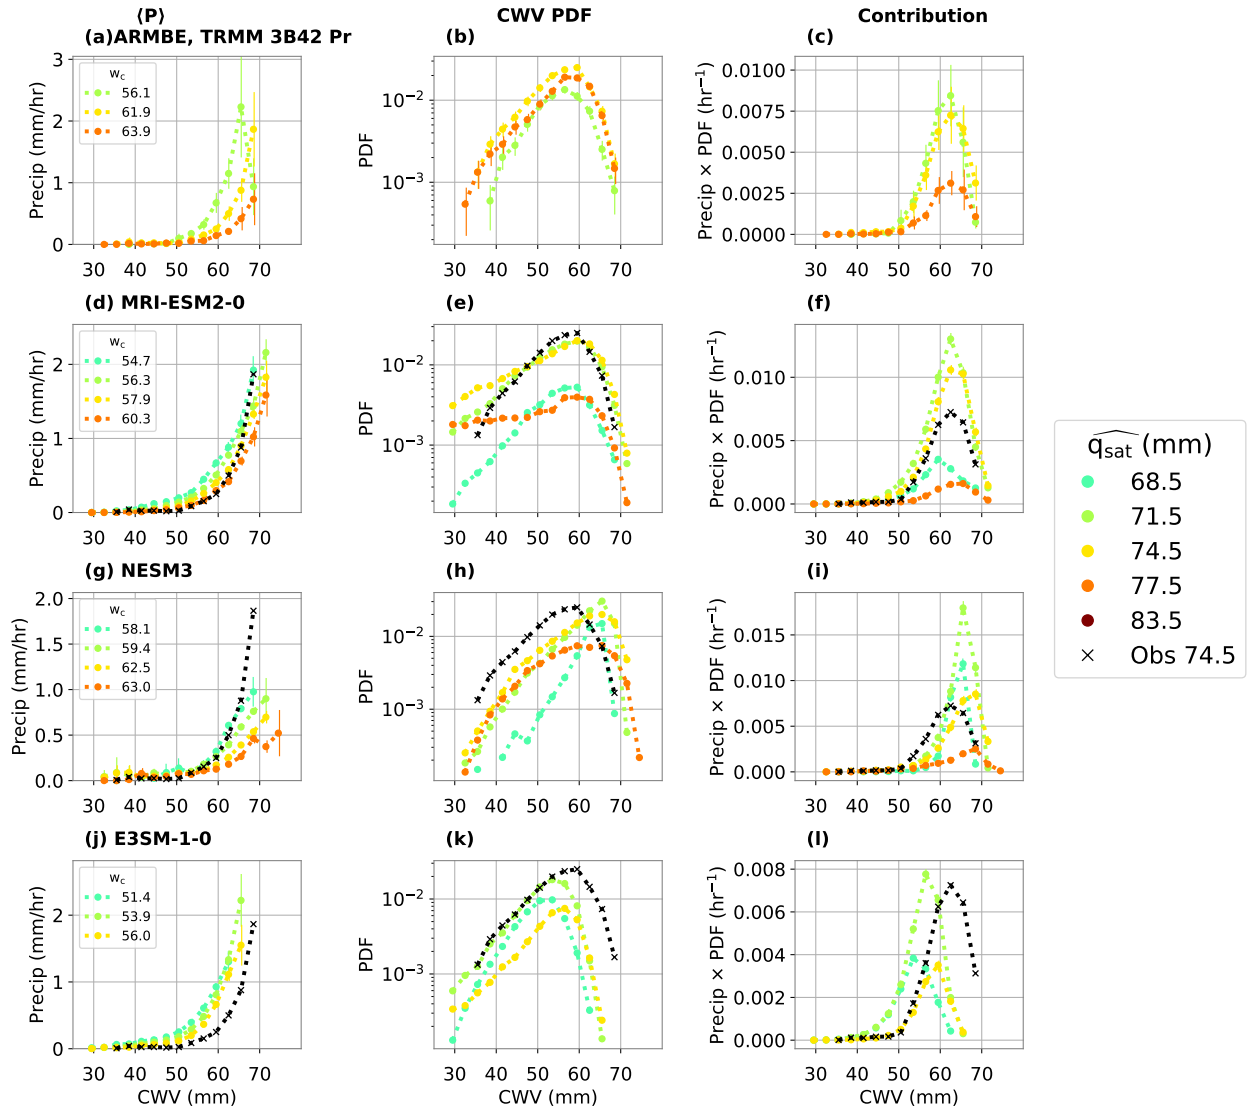 ⟨P⟩
CWV PDF
Contribution
(a)ARMBE, TRMM 3B42 Pr
(b)
(c)
Precip (mm/hr)
3
2
1
0
w_c
56.1
61.9
63.9
30 40 50 60 70
PDF
10⁻²
10⁻³
30 40 50 60 70
Precip × PDF (hr⁻¹)
0.0100
0.0075
0.0050
0.0025
0.0000
30 40 50 60 70
(d) MRI-ESM2-0
(e)
(f)
Precip (mm/hr)
2
1
0
w_c
54.7
56.3
57.9
60.3
30 40 50 60 70
PDF
10⁻²
10⁻³
30 40 50 60 70
Precip × PDF (hr⁻¹)
0.010
0.005
0.000
30 40 50 60 70
(g) NESM3
(h)
(i)
Precip (mm/hr)
2.0
1.5
1.0
0.5
0.0
w_c
58.1
59.4
62.5
63.0
30 40 50 60 70
PDF
10⁻²
10⁻³
30 40 50 60 70
Precip × PDF (hr⁻¹)
0.015
0.010
0.005
0.000
30 40 50 60 70
(j) E3SM-1-0
(k)
(l)
Precip (mm/hr)
2
1
0
w_c
51.4
53.9
56.0
30 40 50 60 70
CWV (mm)
PDF
10⁻²
10⁻³
30 40 50 60 70
CWV (mm)
Precip × PDF (hr⁻¹)
0.008
0.006
0.004
0.002
0.000
30 40 50 60 70
CWV (mm)
q_sat (mm)
68.5
71.5
74.5
77.5
83.5
Obs 74.5